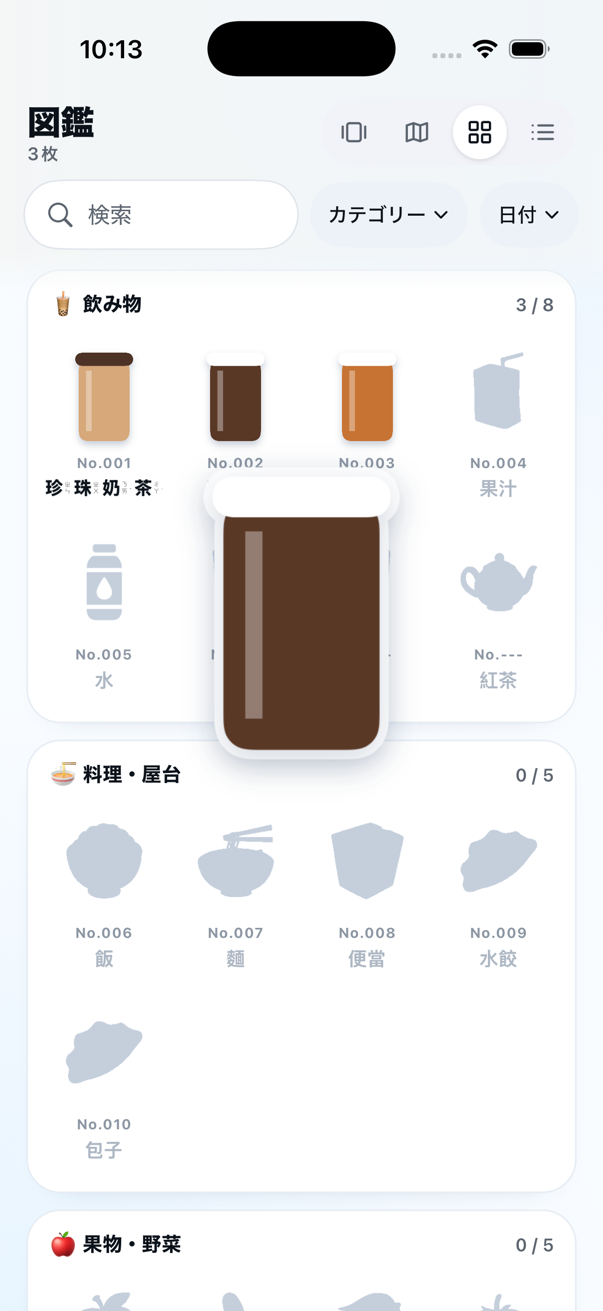 10:13
図鑑
3枚
検索
カテゴリー
日付
飲み物
3 / 8
No.001
No.002
No.003
No.004
珍珠奶茶
果汁
No.005
No.---
水
紅茶
料理・屋台
0 / 5
No.006
No.007
No.008
No.009
飯
麵
便當
水餃
No.010
包子
果物・野菜
0 / 5